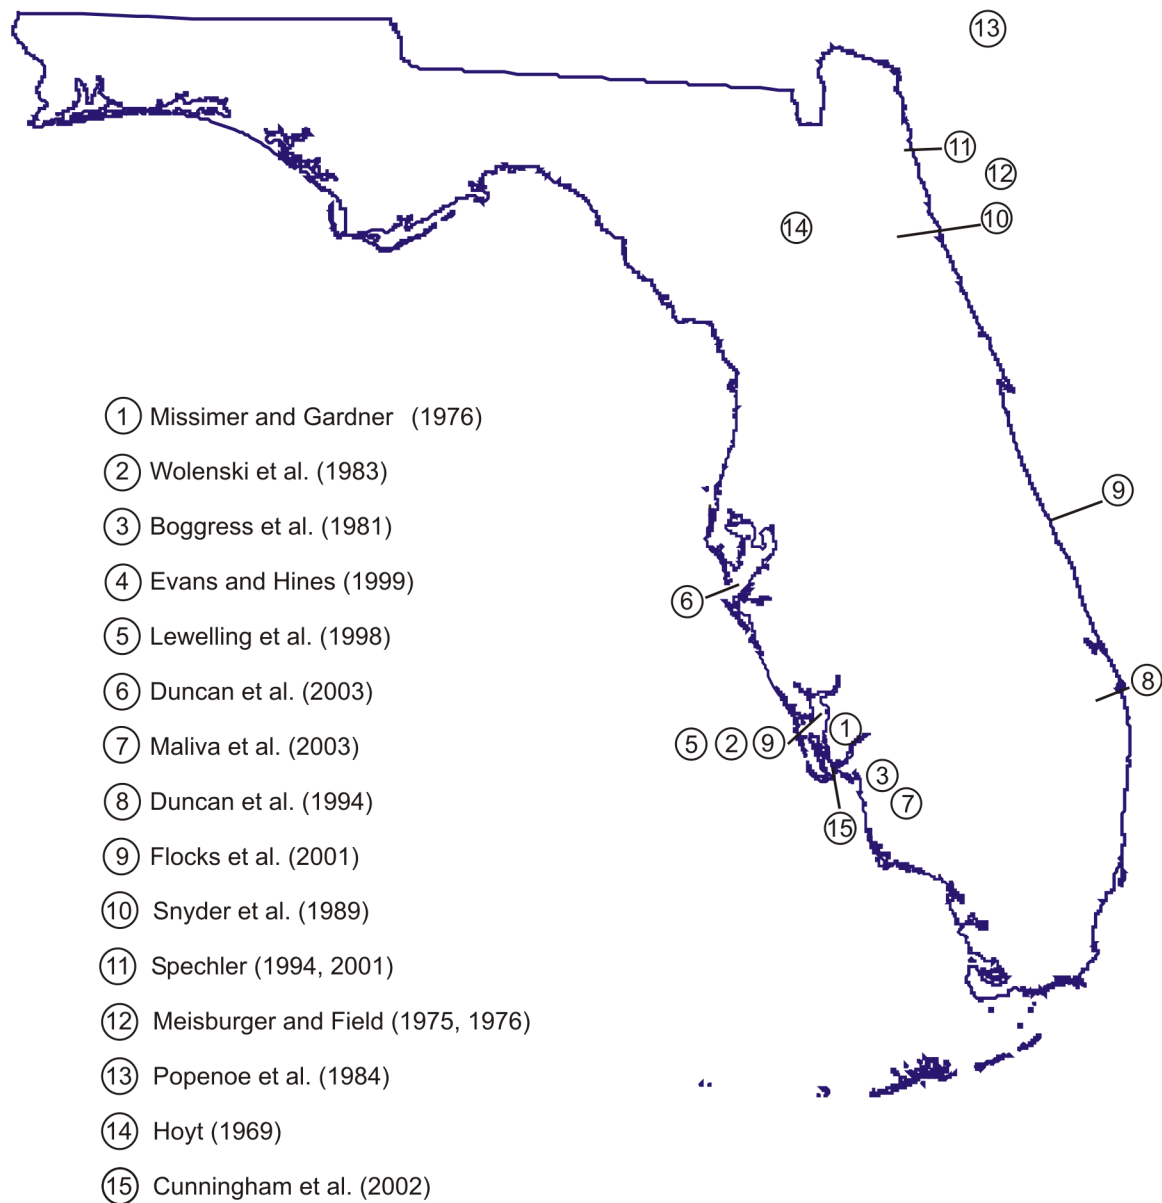 13
11
12
10
14
1 Missimer and Gardner (1976)
2 Wolenski et al. (1983)
9
3 Boggress et al. (1981)
4 Evans and Hines (1999)
6
5 Lewelling et al. (1998)
8
6 Duncan et al. (2003)
1
5 2 9
7 Maliva et al. (2003)
3
7
8 Duncan et al. (1994)
15
9 Flocks et al. (2001)
10 Snyder et al. (1989)
11 Spechler (1994, 2001)
12 Meisburger and Field (1975, 1976)
13 Popenoe et al. (1984)
14 Hoyt (1969)
15 Cunningham et al. (2002)